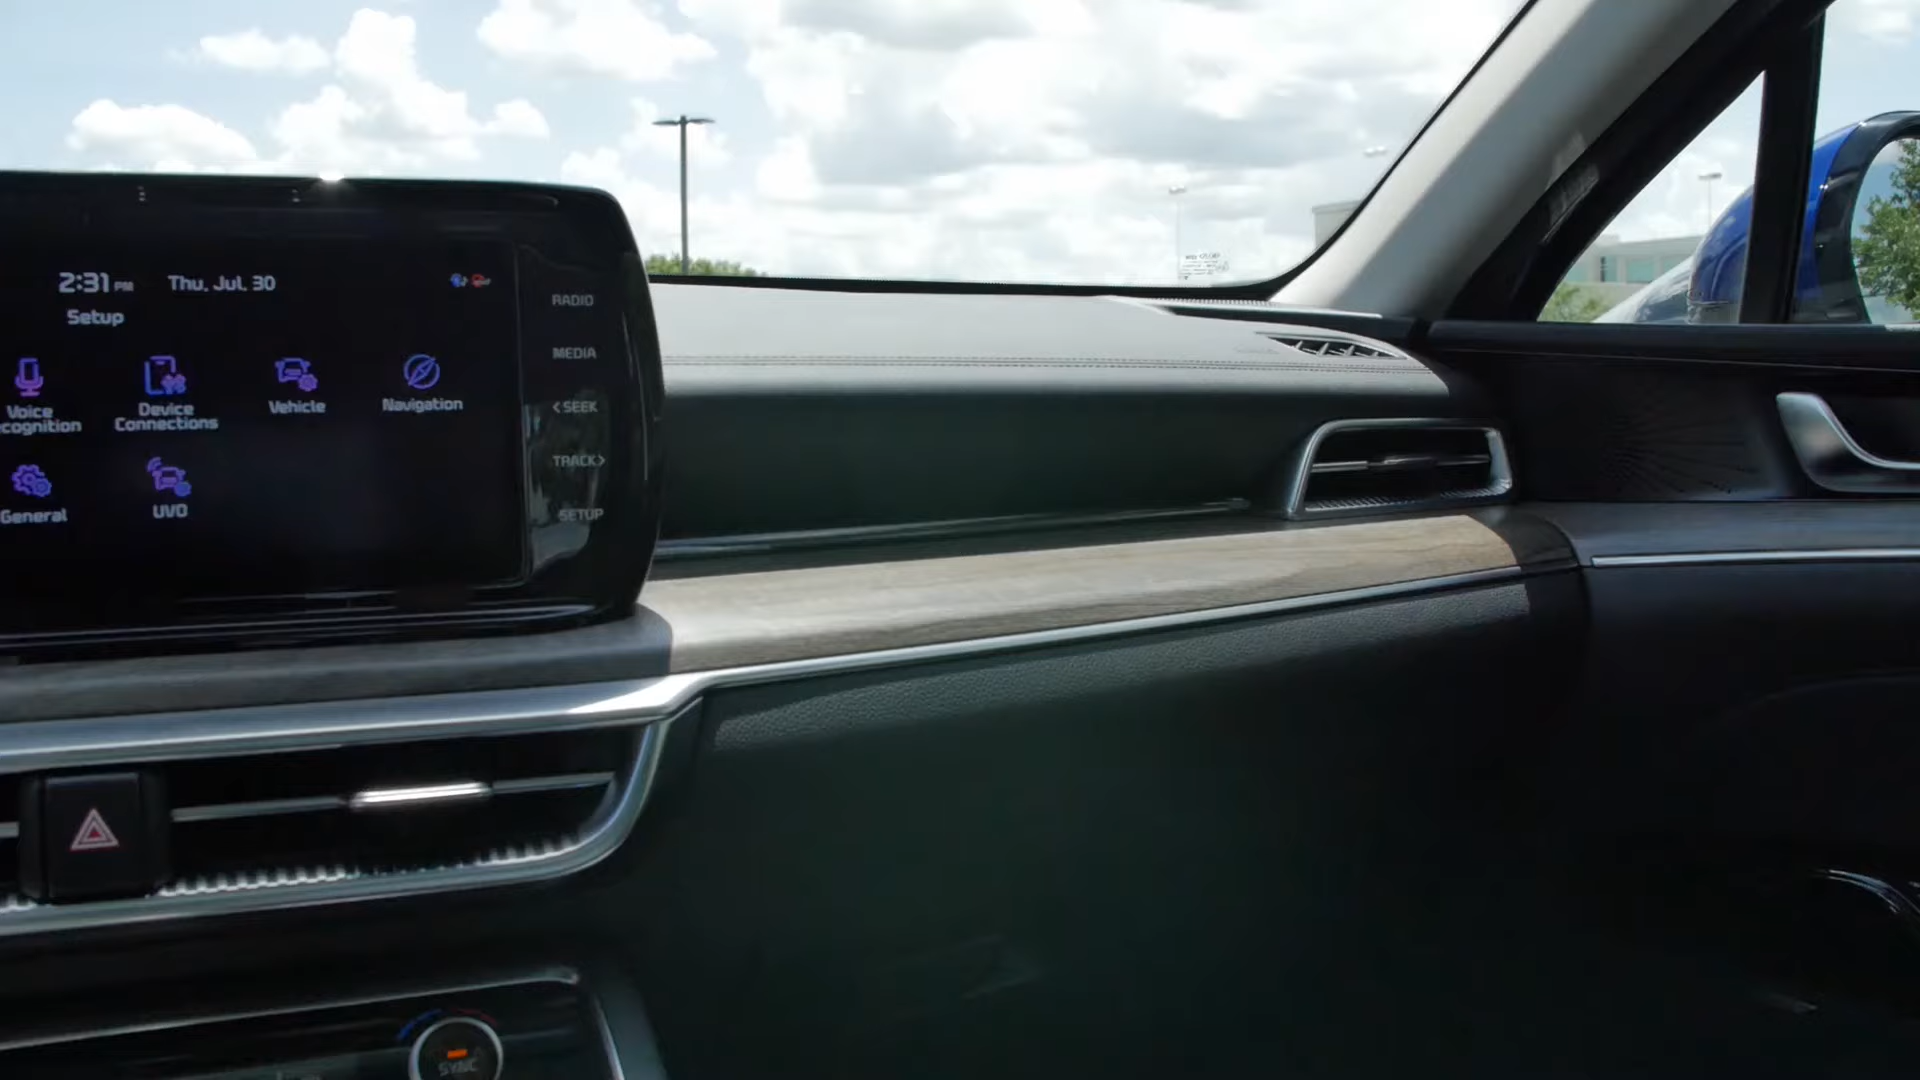 2:31 PM Thu, Jul, 30
Setup
Voice
cognition
Device
Connections
Vehicle
Navigation
General
UVO
RADIO
MEDIA
< SEEK
TRACK >
SETUP
SYNC